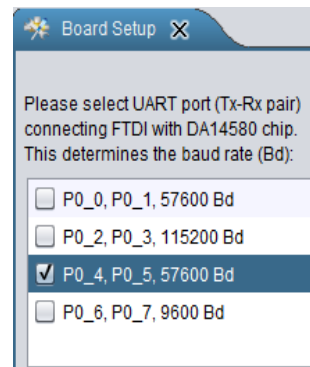 Board Setup
Please select UART port (Tx-Rx pair)
connecting FTDI with DA14580 chip.
This determines the baud rate (Bd):
P0_0, P0_1, 57600 Bd
P0_2, P0_3, 115200 Bd
P0_4, P0_5, 57600 Bd
P0_6, P0_7, 9600 Bd